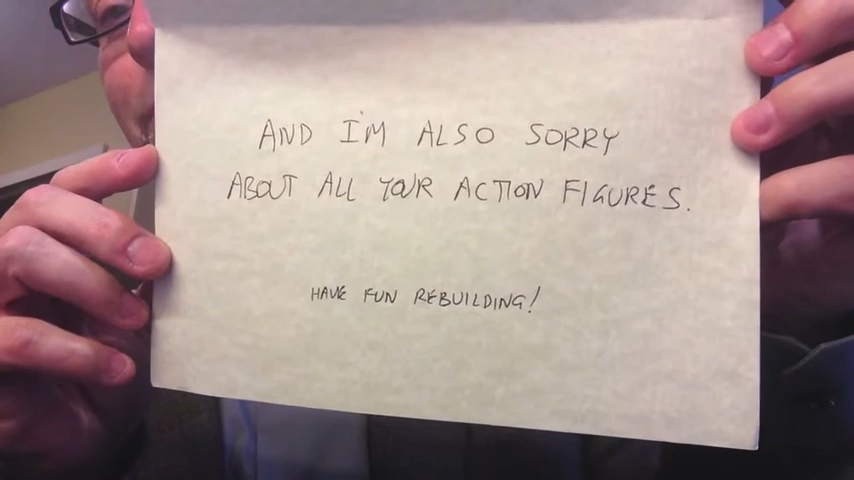 AND I'M ALSO SORRY
ABOUT ALL YOUR ACTION FIGURES.
HAVE FUN REBUILDING!